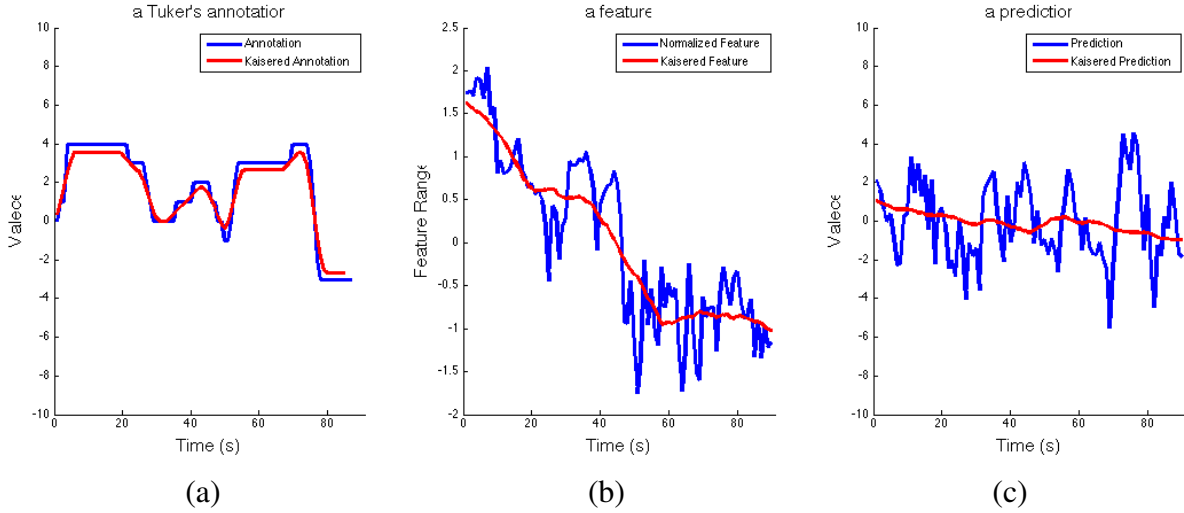 a Tuker's annotation
Annotation
Kaisered Annotation
10
8
6
4
2
0
-2
-4
-6
-8
-10
Valece
0
20
40
60
80
Time (s)
(a)
a feature
Normalized Feature
Kaisered Feature
2.5
2
1.5
1
0.5
0
-0.5
-1
-1.5
-2
Feature Range
0
20
40
60
80
Time (s)
(b)
a prediction
Prediction
Kaisered Prediction
10
8
6
4
2
0
-2
-4
-6
-8
-10
Valece
0
20
40
60
80
Time (s)
(c)